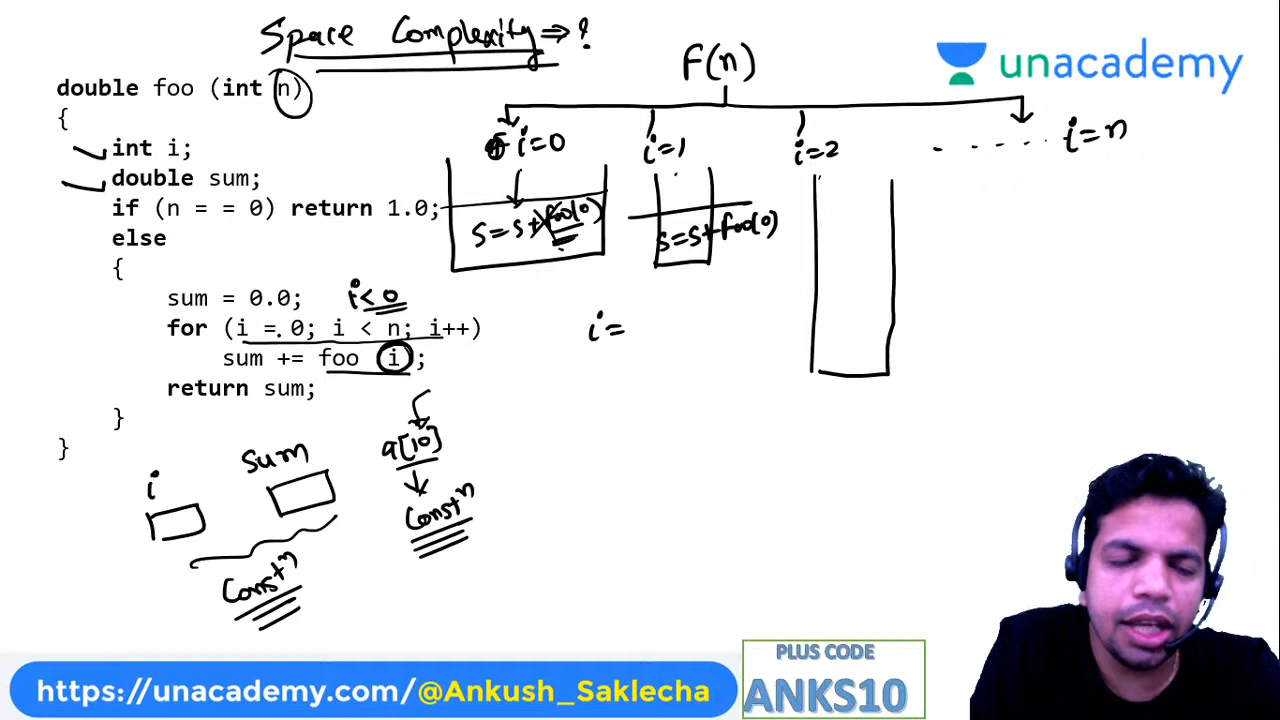 Space Complexity ⇒ ?
unacademy
double foo (int n)
{
int i;
double sum;
if (n = = 0) return 1.0;
else
{
sum = 0.0;
i < 0
for (i = 0; i < n; i++)
sum += foo (i);
return sum;
}
}
i
sum
Constⁿ
a[10]
Constⁿ
F(n)
i=0
i=1
i=2
. . . . . i=n
S=S+foo(0)
S=S+foo(0)
i=
https://unacademy.com/@Ankush_Saklecha
PLUS CODE
ANKS10